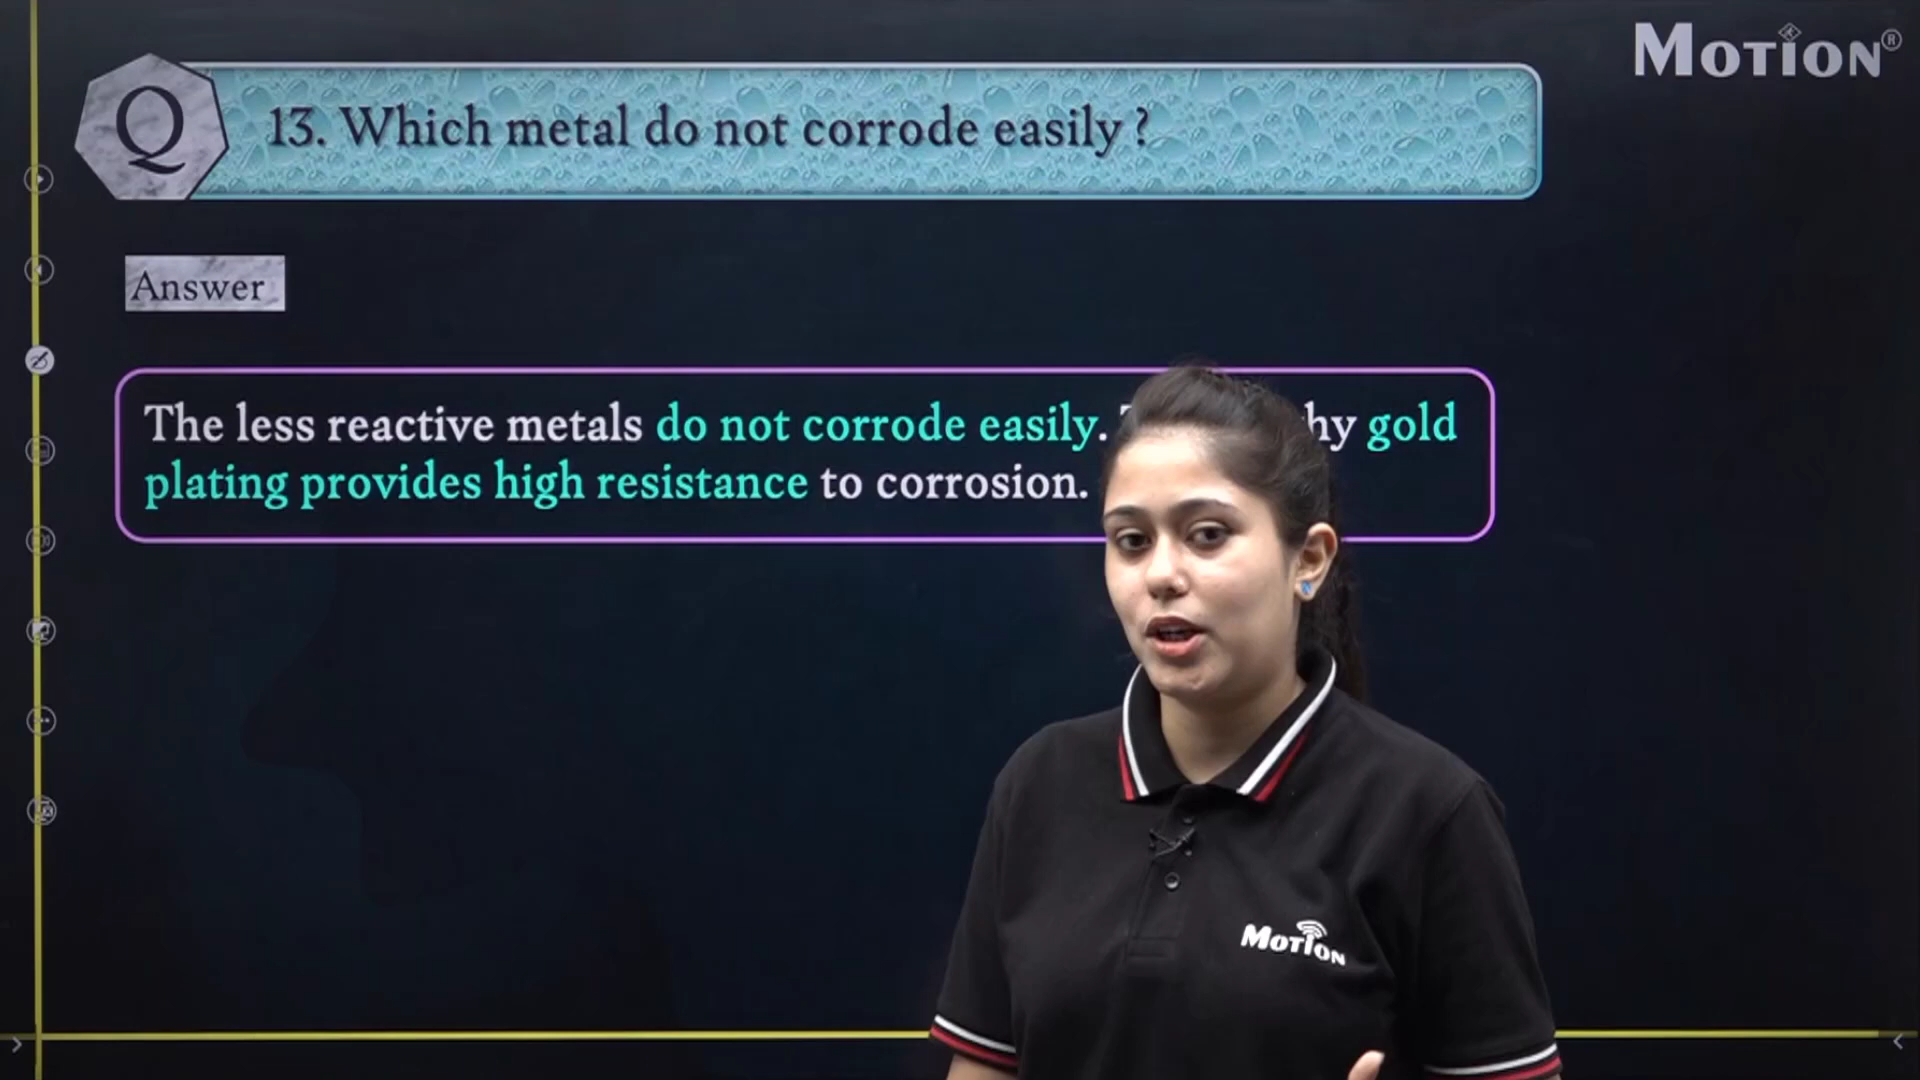 MOTION®
Q
13. Which metal do not corrode easily ?
Answer
The less reactive metals do not corrode easily. gold
plating provides high resistance to corrosion.
MOTION